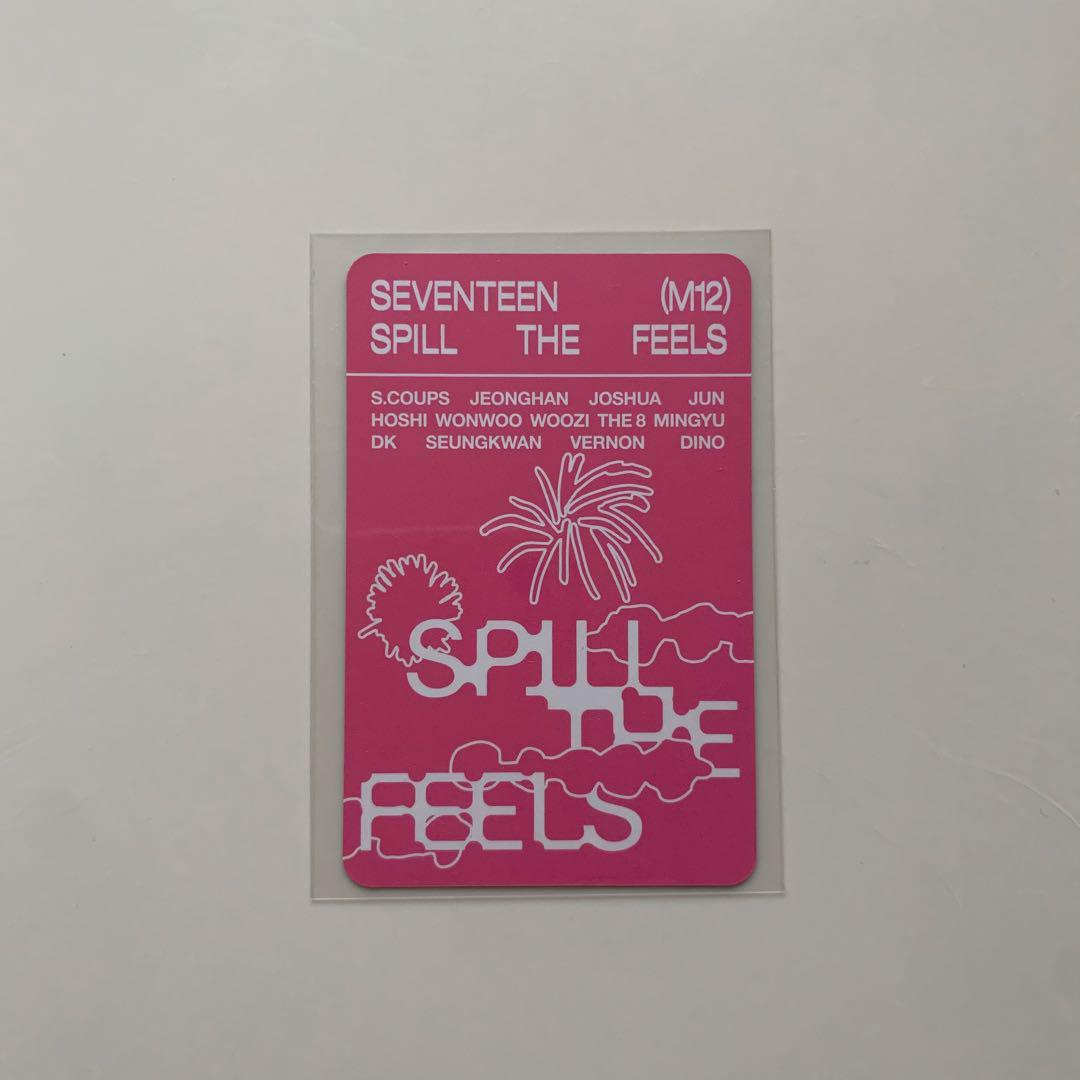 SEVENTEEN (M12)
SPILL THE FEELS
S.COUPS JEONGHAN JOSHUA JUN
HOSHI WONWOO WOOZI THE 8 MINGYU
DK SEUNGKWAN VERNON DINO
SPILL
THE
FEELS